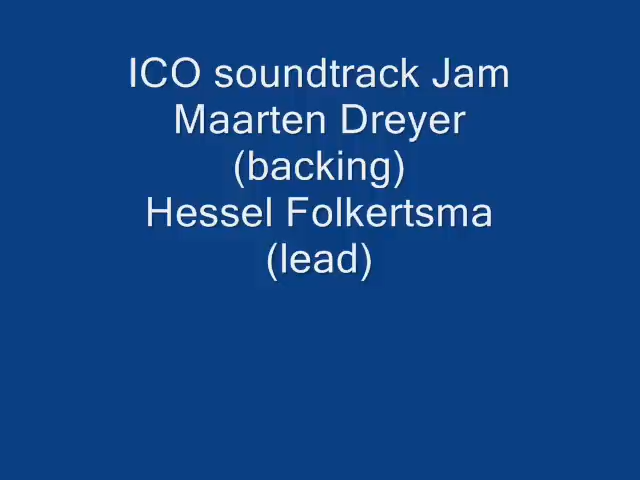 ICO soundtrack Jam
Maarten Dreyer
(backing)
Hessel Folkertsma
(lead)